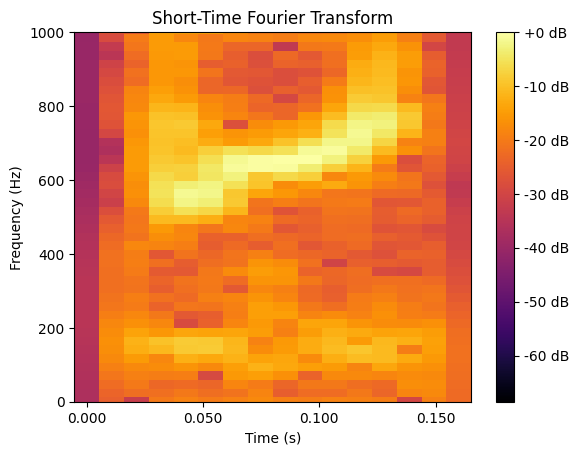 Short-Time Fourier Transform
1000
800
600
400
200
0
Frequency (Hz)
0.000
0.050
0.100
0.150
Time (s)
+0 dB
-10 dB
-20 dB
-30 dB
-40 dB
-50 dB
-60 dB